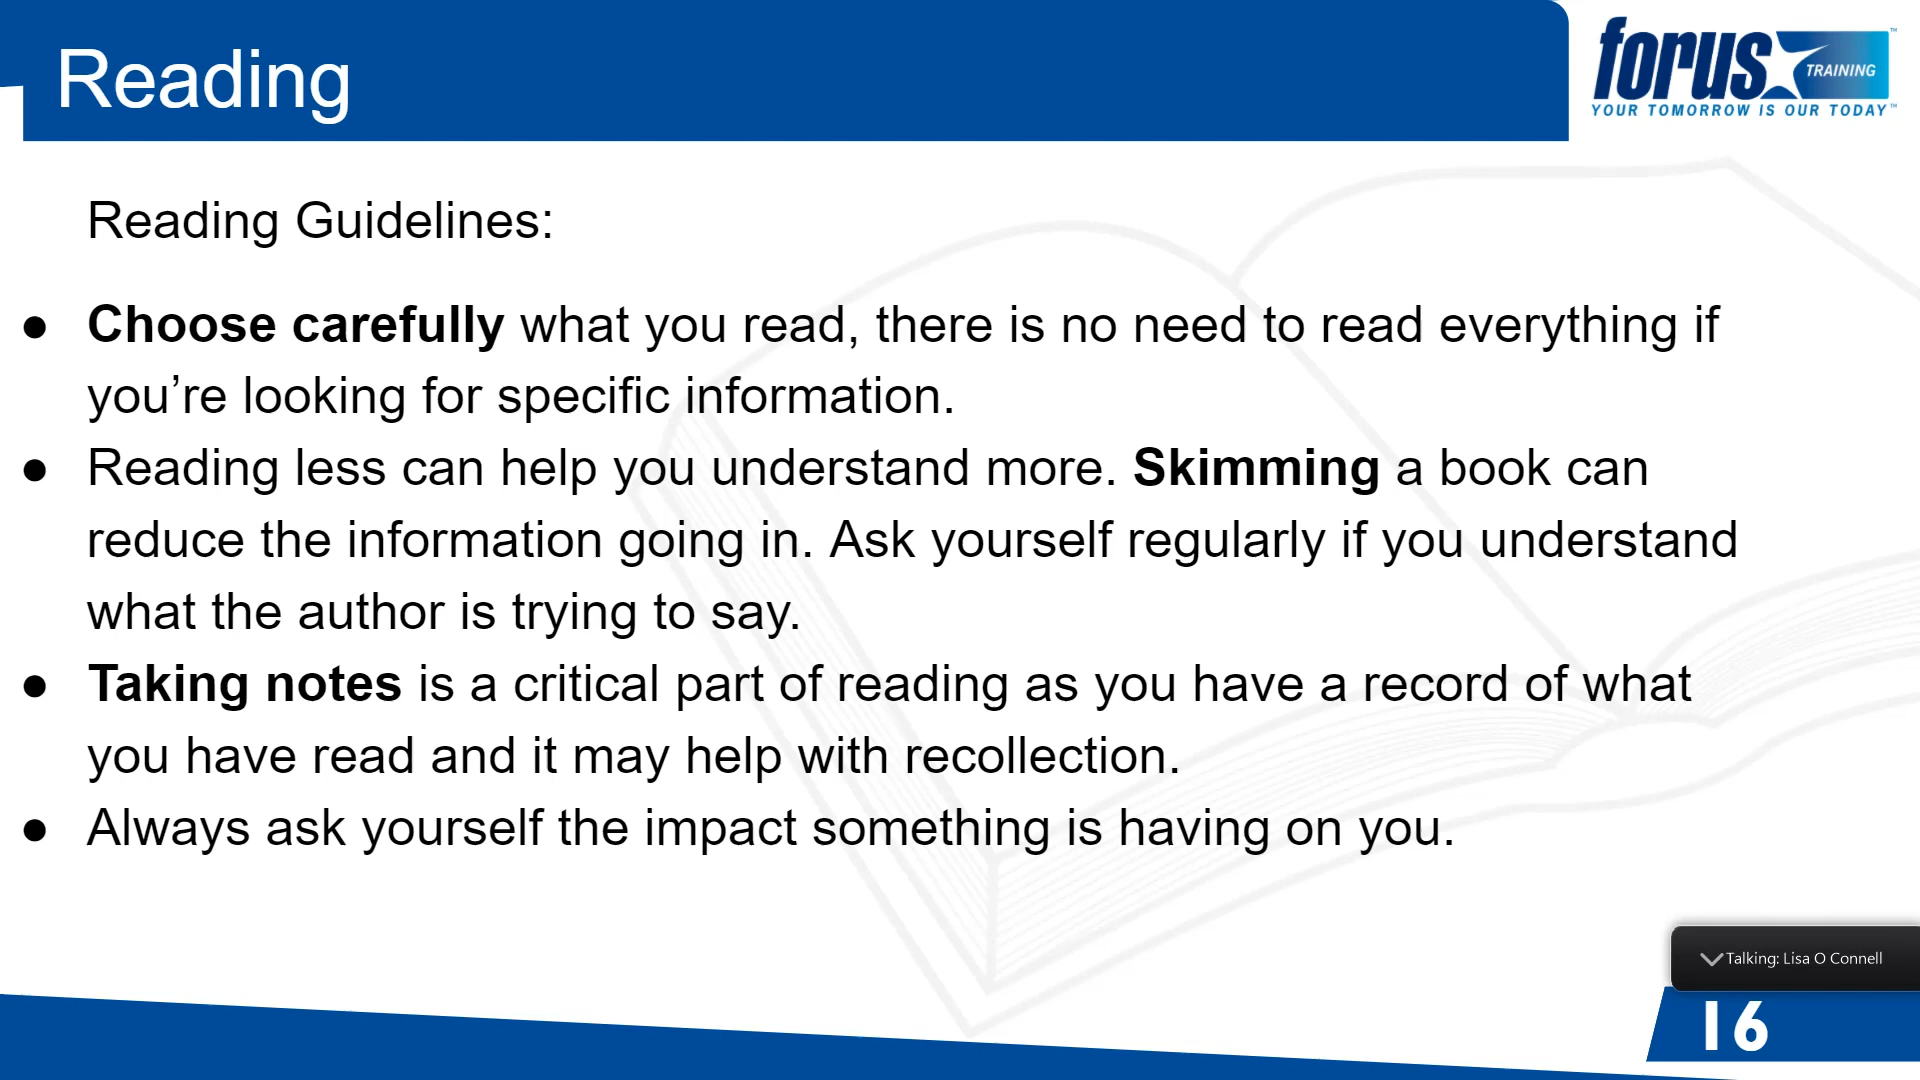 Reading
forus TRAINING™
YOUR TOMORROW IS OUR TODAY™
Reading Guidelines:
● Choose carefully what you read, there is no need to read everything if
you’re looking for specific information.
● Reading less can help you understand more. Skimming a book can
reduce the information going in. Ask yourself regularly if you understand
what the author is trying to say.
● Taking notes is a critical part of reading as you have a record of what
you have read and it may help with recollection.
● Always ask yourself the impact something is having on you.
Talking: Lisa O Connell
16